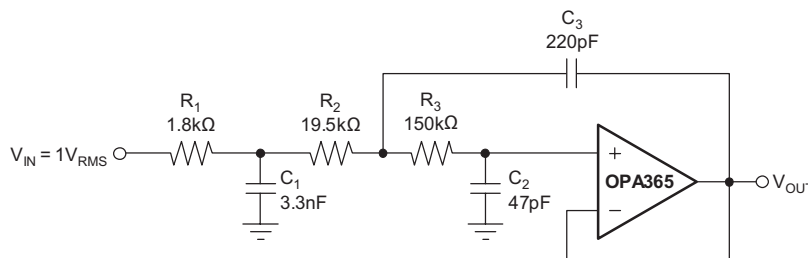 C3
220pF
R1
1.8kΩ
R2
19.5kΩ
R3
150kΩ
VIN = 1VRMS
C1
3.3nF
C2
47pF
+
OPA365
−
VOUT